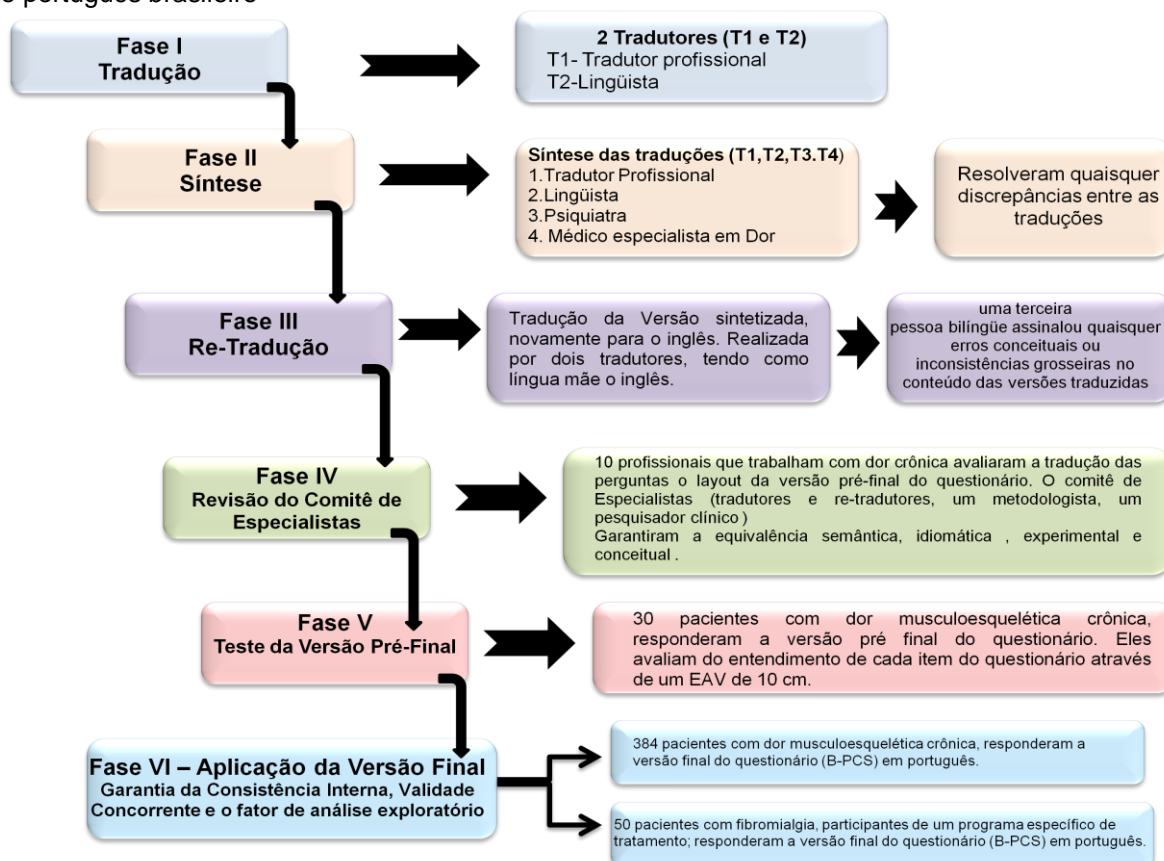 o português brasileiro
Fase I
Tradução
2 Tradutores (T1 e T2)
T1- Tradutor profissional
T2-Lingüista
Fase II
Síntese
Síntese das traduções (T1,T2,T3.T4)
1.Tradutor Profissional
2.Lingüista
3.Psiquiatra
4. Médico especialista em Dor
Resolveram quaisquer
discrepâncias entre as
traduções
Fase III
Re-Tradução
Tradução da Versão sintetizada,
novamente para o inglês. Realizada
por dois tradutores, tendo como
língua mãe o inglês.
uma terceira
pessoa bilíngüe assinalou quaisquer
erros conceituais ou
inconsistências grosseiras no
conteúdo das versões traduzidas
Fase IV
Revisão do Comitê de
Especialistas
10 profissionais que trabalham com dor crônica avaliaram a tradução das
perguntas o layout da versão pré-final do questionário. O comitê de
Especialistas (tradutores e re-tradutores, um metodologista, um
pesquisador clínico )
Garantiram a equivalência semântica, idiomática , experimental e
conceitual .
Fase V
Teste da Versão Pré-Final
30 pacientes com dor musculoesquelética crônica,
responderam a versão pré final do questionário. Eles
avaliam do entendimento de cada item do questionário através
de um EAV de 10 cm.
Fase VI – Aplicação da Versão Final
Garantia da Consistência Interna, Validade
Concorrente e o fator de análise exploratório
384 pacientes com dor musculoesquelética crônica, responderam a
versão final do questionário (B-PCS) em português.
50 pacientes com fibromialgia, participantes de um programa específico de
tratamento; responderam a versão final do questionário (B-PCS) em português.